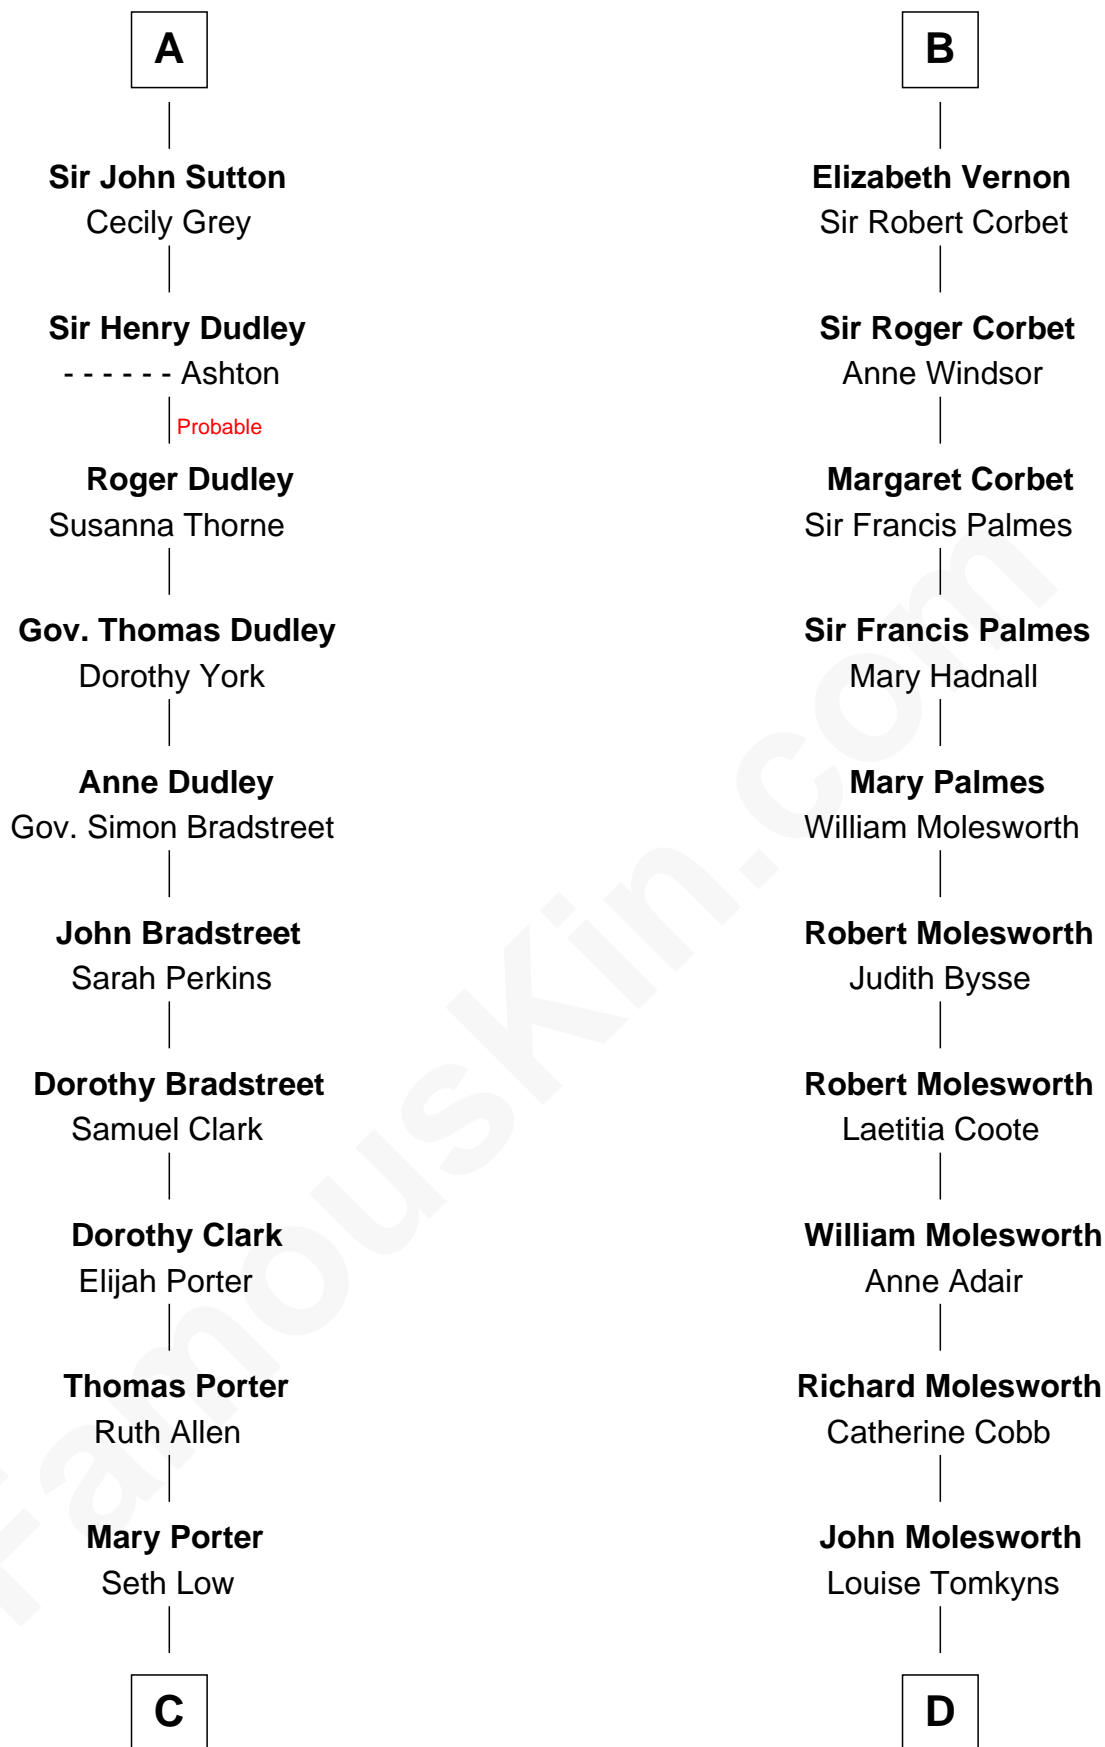 A
Sir John Sutton
Cecily Grey
Sir Henry Dudley
- - - - - - Ashton
Probable
Roger Dudley
Susanna Thorne
Gov. Thomas Dudley
Dorothy York
Anne Dudley
Gov. Simon Bradstreet
John Bradstreet
Sarah Perkins
Dorothy Bradstreet
Samuel Clark
Dorothy Clark
Elijah Porter
Thomas Porter
Ruth Allen
Mary Porter
Seth Low
C
B
Elizabeth Vernon
Sir Robert Corbet
Sir Roger Corbet
Anne Windsor
Margaret Corbet
Sir Francis Palmes
Sir Francis Palmes
Mary Hadnall
Mary Palmes
William Molesworth
Robert Molesworth
Judith Bysse
Robert Molesworth
Laetitia Coote
William Molesworth
Anne Adair
Richard Molesworth
Catherine Cobb
John Molesworth
Louise Tomkyns
D
FamousKin.com